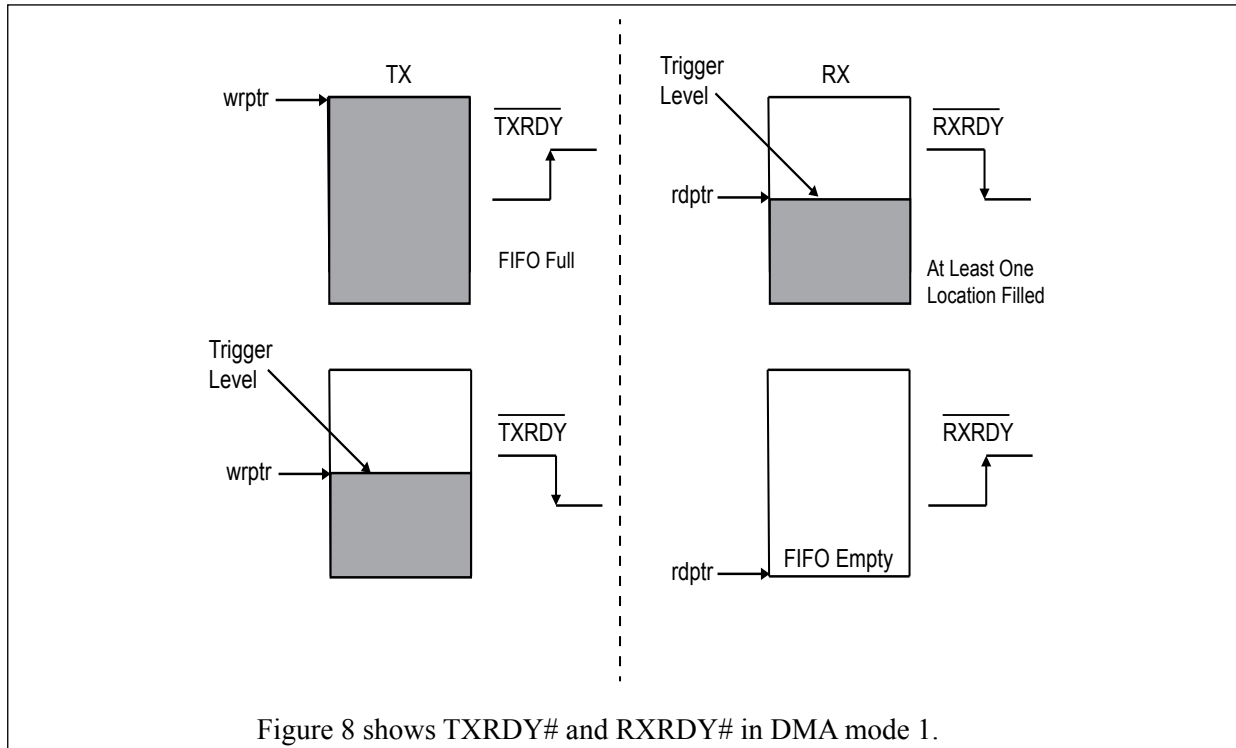 TX
wrptr
TXRDY
FIFO Full
Trigger
Level
wrptr
TXRDY
Trigger
Level
RX
RXRDY
rdptr
At Least One
Location Filled
RXRDY
FIFO Empty
rdptr
Figure 8 shows TXRDY# and RXRDY# in DMA mode 1.